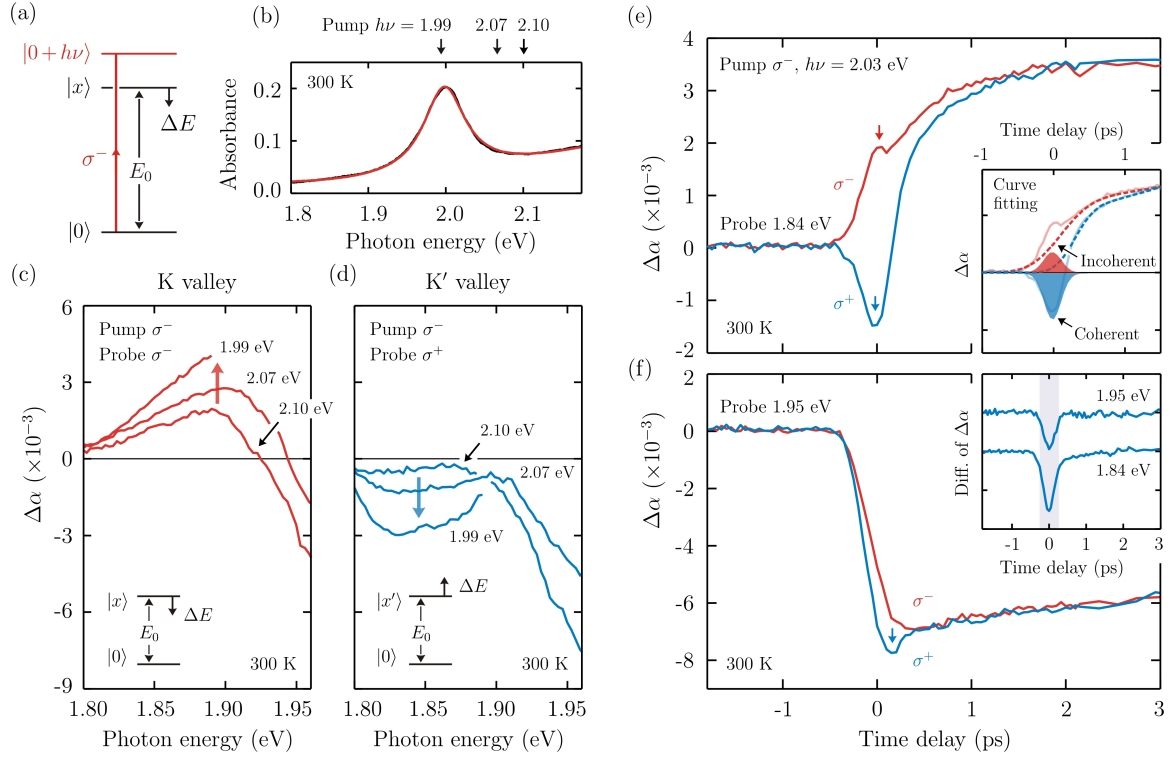 (a)
|0 + hν⟩
|x⟩
ΔE
σ−
E0
|0⟩
(b)
Pump hν = 1.99 2.07 2.10
300 K
Absorbance
0.2
0.1
0.0
1.8 1.9 2.0 2.1
Photon energy (eV)
(c)
K valley
Pump σ−
Probe σ−
1.99 eV
2.07 eV
2.10 eV
Δα (×10−3)
6
3
0
-3
-6
-9
|x⟩
ΔE
E0
|0⟩
300 K
1.80 1.85 1.90 1.95
Photon energy (eV)
(d)
K′ valley
Pump σ−
Probe σ+
2.10 eV
2.07 eV
1.99 eV
|x′⟩
ΔE
E0
|0⟩
300 K
1.80 1.85 1.90 1.95
Photon energy (eV)
(e)
Pump σ−, hν = 2.03 eV
σ−
Probe 1.84 eV
σ+
300 K
Δα (×10−3)
4
3
2
1
0
-1
-2
Time delay (ps)
-1 0 1
Curve
fitting
Incoherent
Coherent
Δα
(f)
Probe 1.95 eV
σ−
σ+
300 K
Δα (×10−3)
2
0
-2
-4
-6
-8
-1 0 1 2 3
Time delay (ps)
1.95 eV
1.84 eV
Diff. of Δα
-1 0 1 2 3
Time delay (ps)